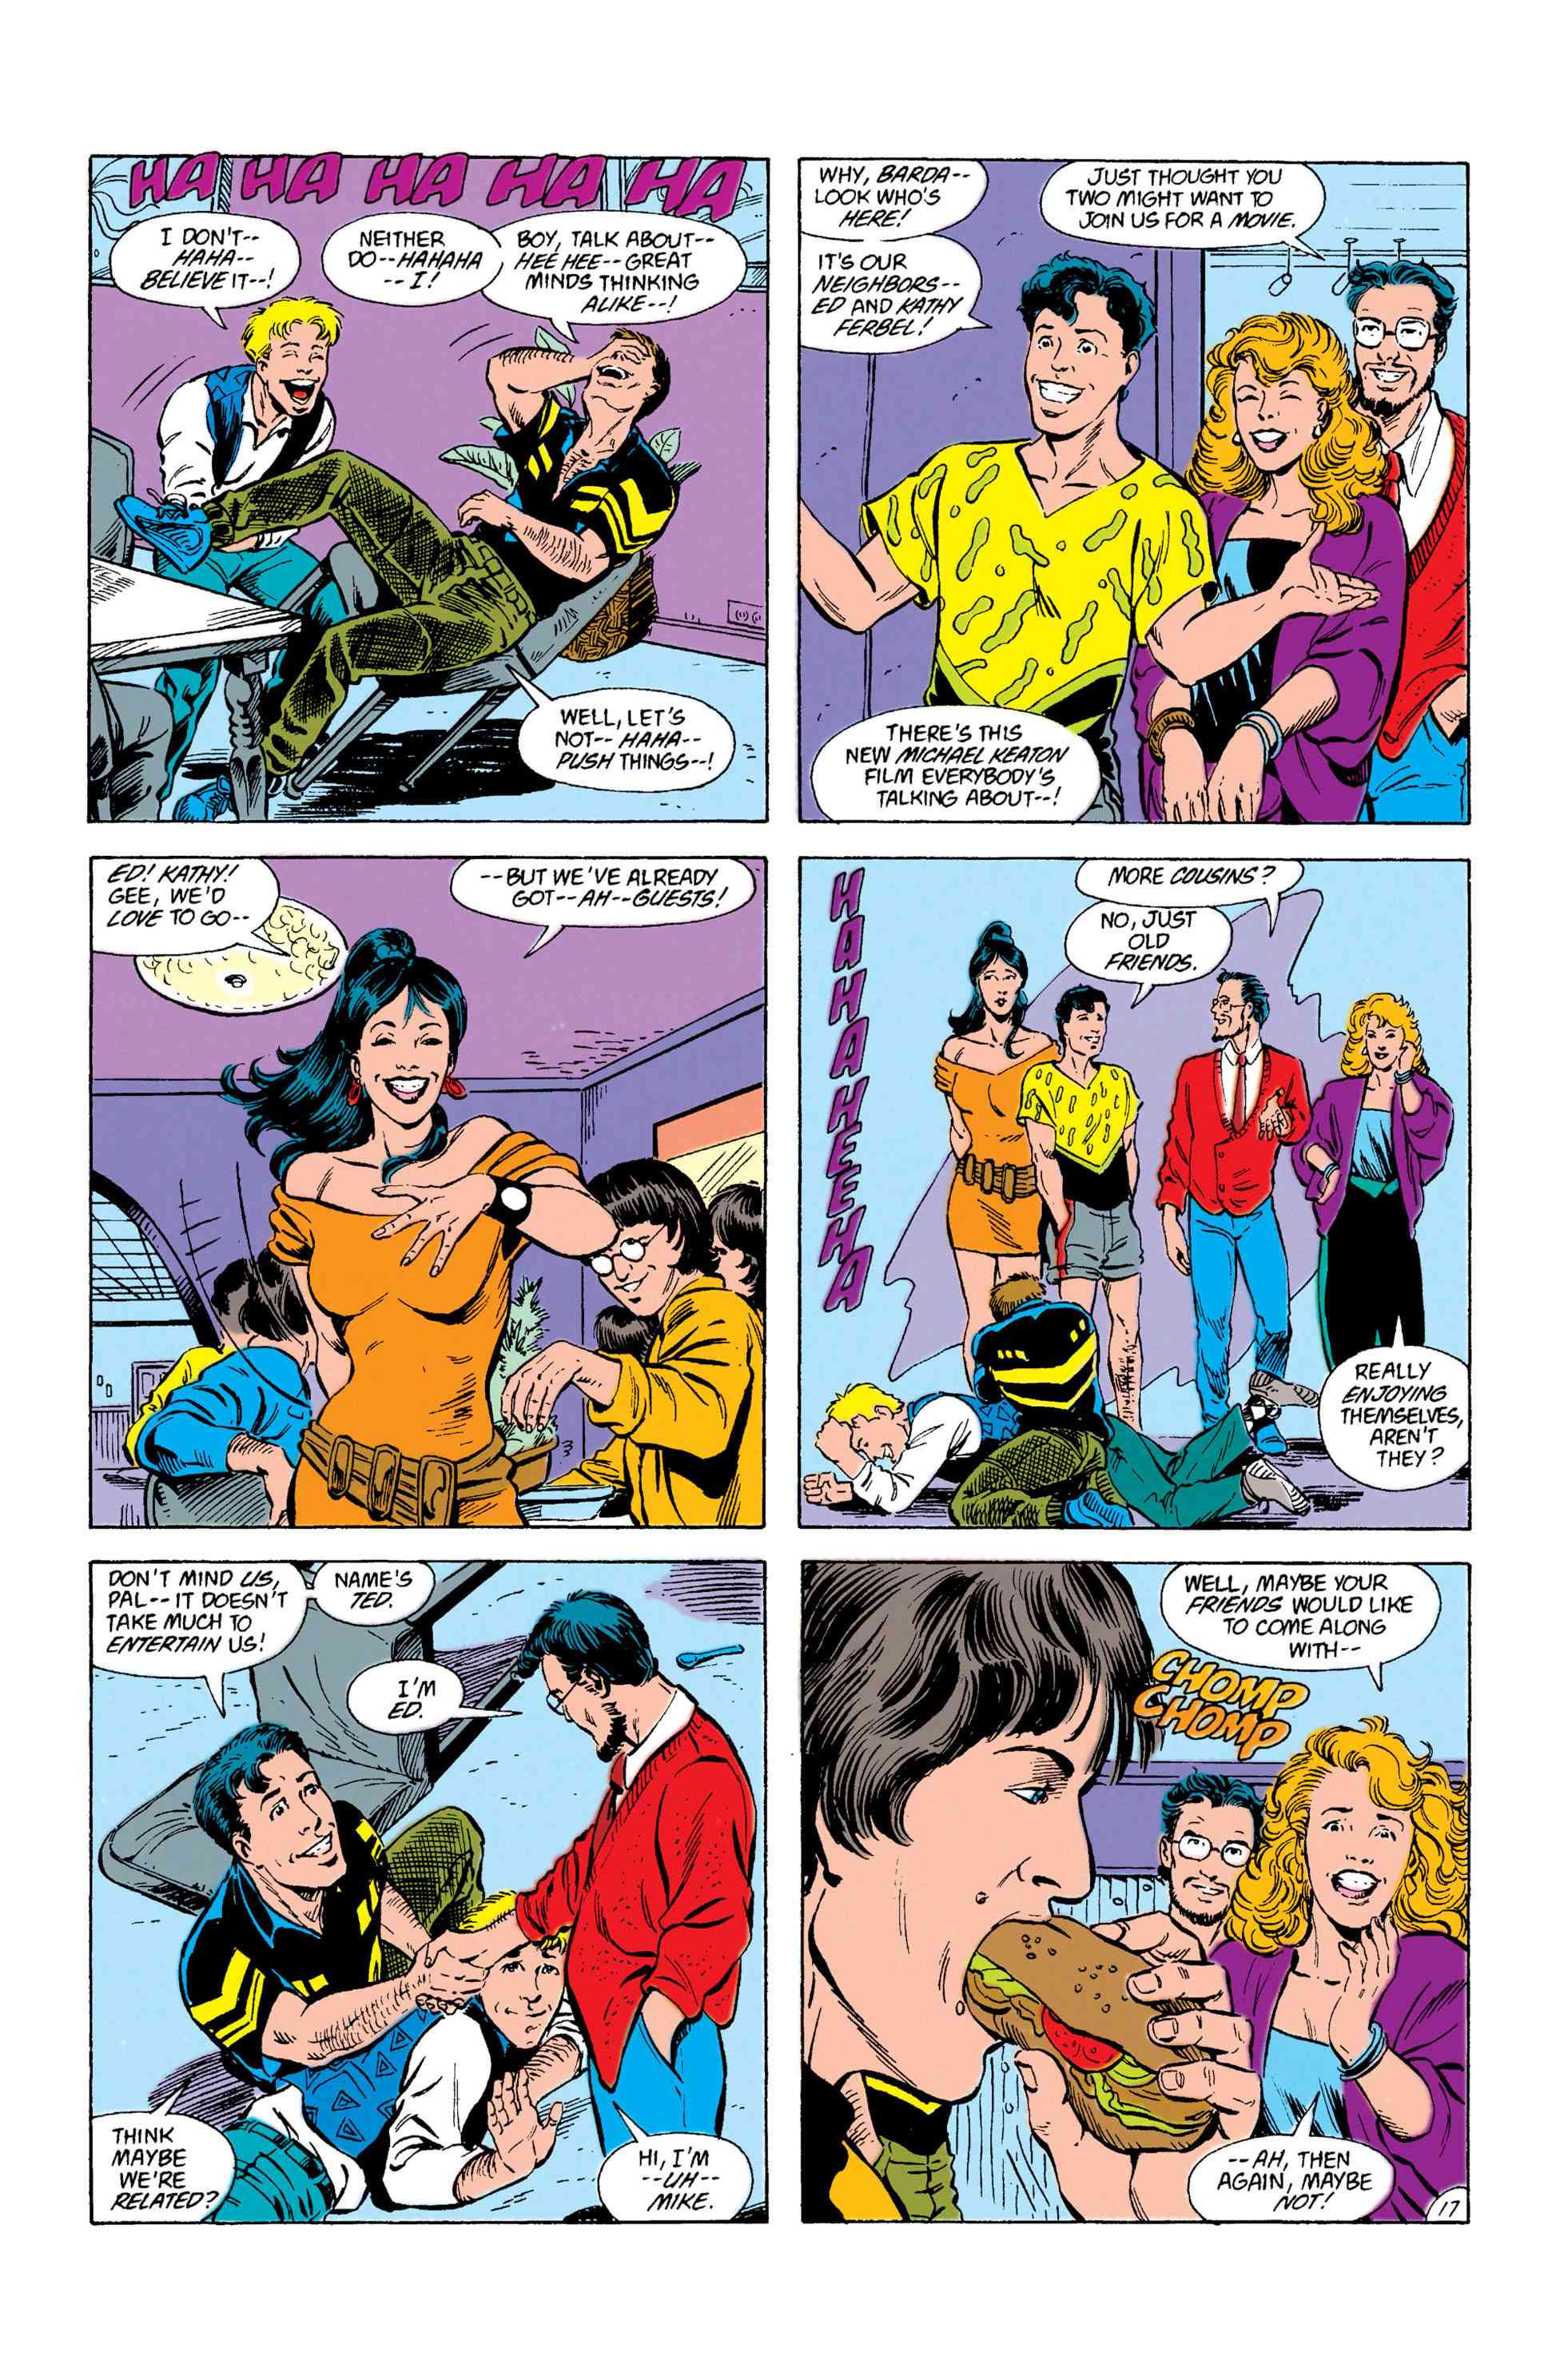 HA HA HA HA HA
I DON'T--
HAHA--
BELIEVE IT--!
NEITHER
DO--HAHAHA
--I!
BOY, TALK ABOUT--
HEE HEE--GREAT
MINDS THINKING
ALIKE--!
WELL, LET'S
NOT--HAHA--
PUSH THINGS--!
WHY, BARDA--
LOOK WHO'S
HERE!
IT'S OUR
NEIGHBORS--
ED AND KATHY
FERBEL!
JUST THOUGHT YOU
TWO MIGHT WANT TO
JOIN US FOR A MOVIE.
THERE'S THIS
NEW MICHAEL KEATON
FILM EVERYBODY'S
TALKING ABOUT--!
ED! KATHY!
GEE, WE'D
LOVE TO GO--
--BUT WE'VE ALREADY
GOT--AH--GUESTS!
HAHAHAHEEHA
MORE COUSINS?
NO, JUST
OLD
FRIENDS.
REALLY
ENJOYING
THEMSELVES,
AREN'T
THEY?
DON'T MIND US,
PAL--IT DOESN'T
TAKE MUCH TO
ENTERTAIN US!
NAME'S
TED.
I'M
ED.
THINK
MAYBE
WE'RE
RELATED?
HI, I'M
--UH--
MIKE.
WELL, MAYBE YOUR
FRIENDS WOULD LIKE
TO COME ALONG
WITH--
CHOMP
CHOMP
--AH, THEN
AGAIN, MAYBE
NOT!
17